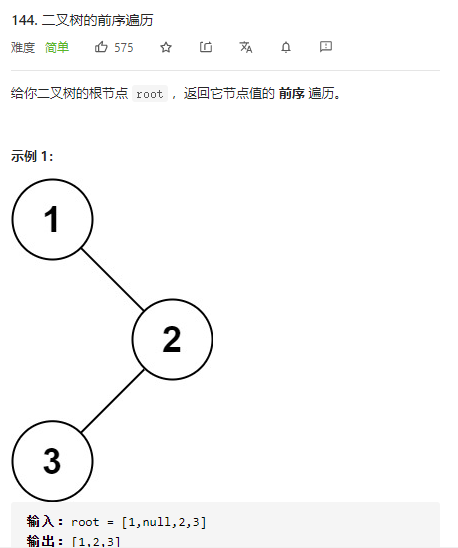 144. 二叉树的前序遍历
难度 简单 575
给你二叉树的根节点 root ，返回它节点值的 前序 遍历。
示例 1：
1
2
3
输入：root = [1,null,2,3]
输出：[1,2,3]